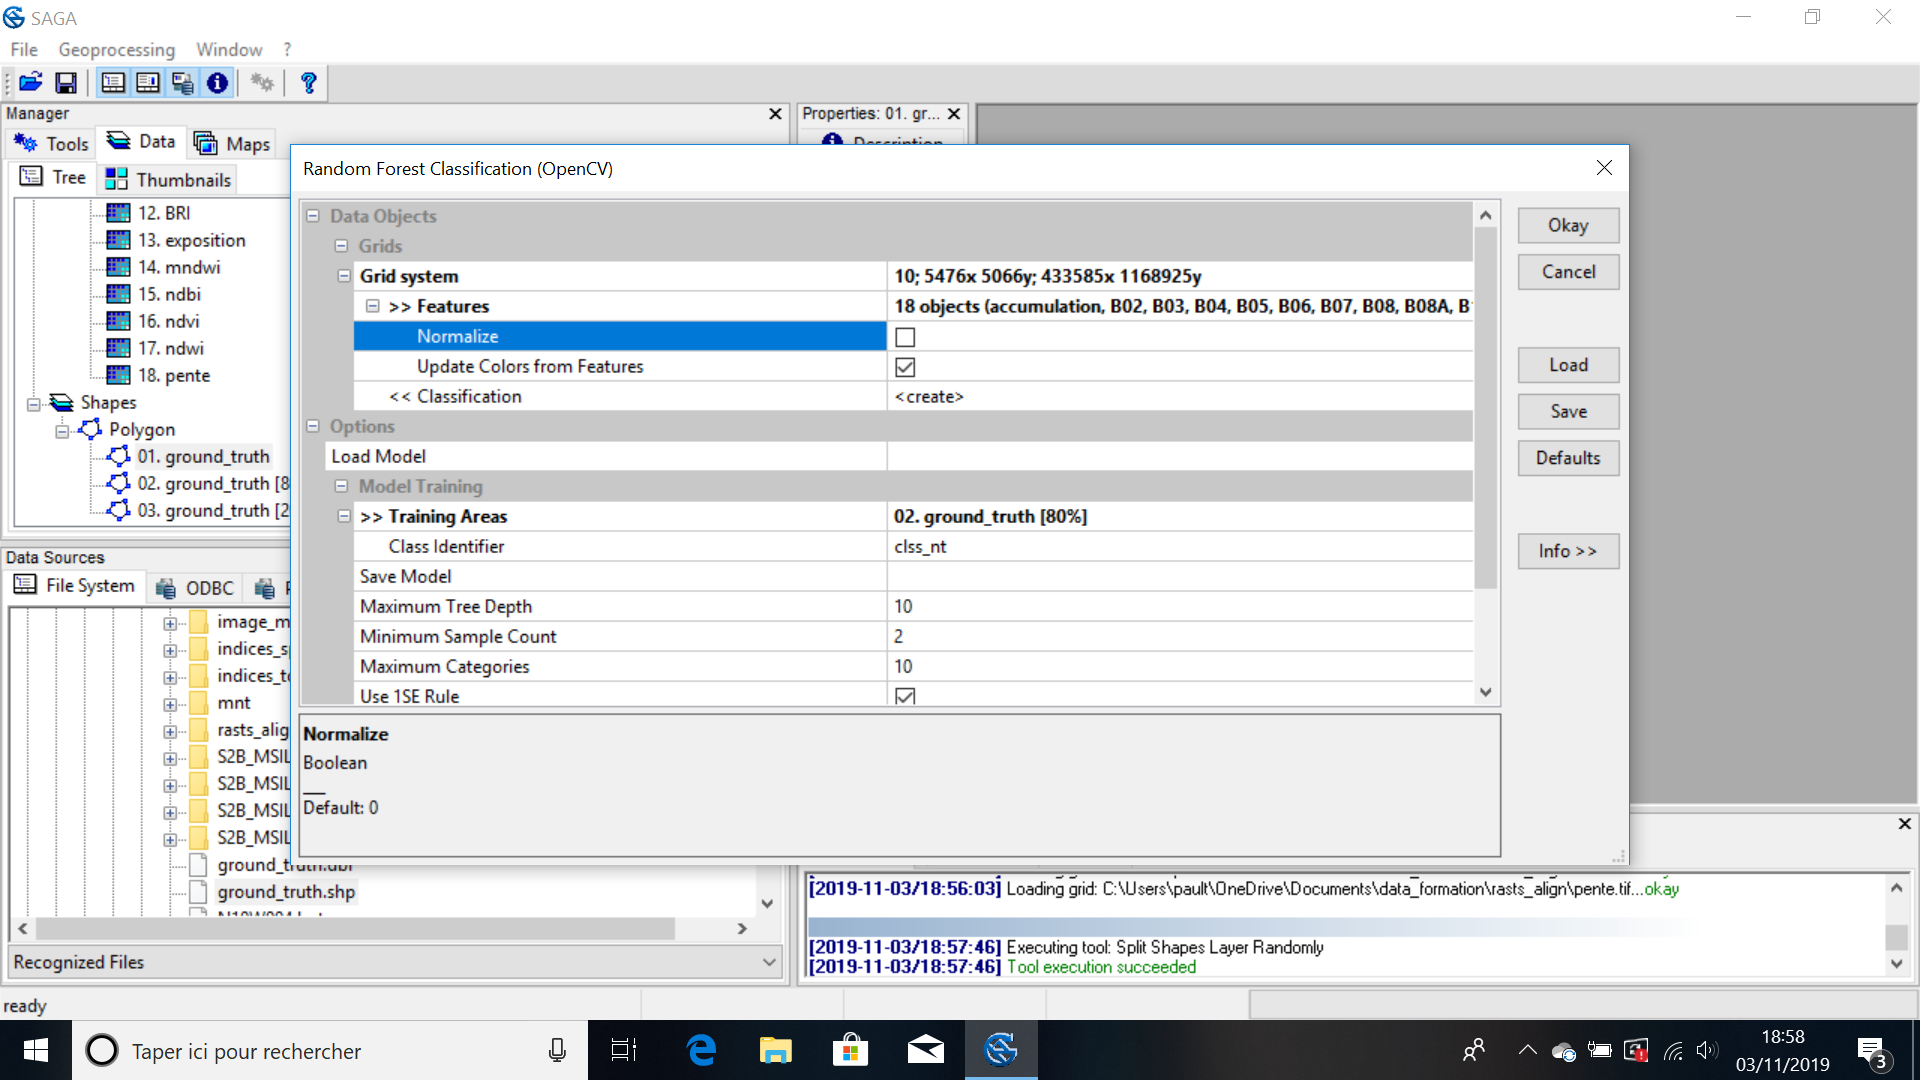 SAGA
File Geoprocessing Window ?
Manager
Tools Data Maps
Tree Thumbnails
12. BRI
13. exposition
14. mndwi
15. ndbi
16. ndvi
17. ndwi
18. pente
Shapes
Polygon
01. ground_truth
02. ground_truth [8
03. ground_truth [2
Data Sources
File System ODBC
image_m
indices_s
indices_t
mnt
rasts_alig
S2B_MSIL
S2B_MSIL
S2B_MSIL
S2B_MSIL
ground_truth.dbf
ground_truth.shp
Recognized Files
ready
Properties: 01. gr...
Description
Random Forest Classification (OpenCV)
Data Objects
Grids
Grid system 10; 5476x 5066y; 433585x 1168925y
>> Features 18 objects (accumulation, B02, B03, B04, B05, B06, B07, B08, B08A, B
Normalize
Update Colors from Features
<< Classification <create>
Options
Load Model
Model Training
>> Training Areas 02. ground_truth [80%]
Class Identifier clss_nt
Save Model
Maximum Tree Depth 10
Minimum Sample Count 2
Maximum Categories 10
Use 1SE Rule
Okay
Cancel
Load
Save
Defaults
Info >>
Normalize
Boolean
Default: 0
[2019-11-03/18:56:03] Loading grid: C:\Users\pault\OneDrive\Documents\data_formation\rasts_align\pente.tif...okay
[2019-11-03/18:57:46] Executing tool: Split Shapes Layer Randomly
[2019-11-03/18:57:46] Tool execution succeeded
Taper ici pour rechercher
18:58
03/11/2019
3